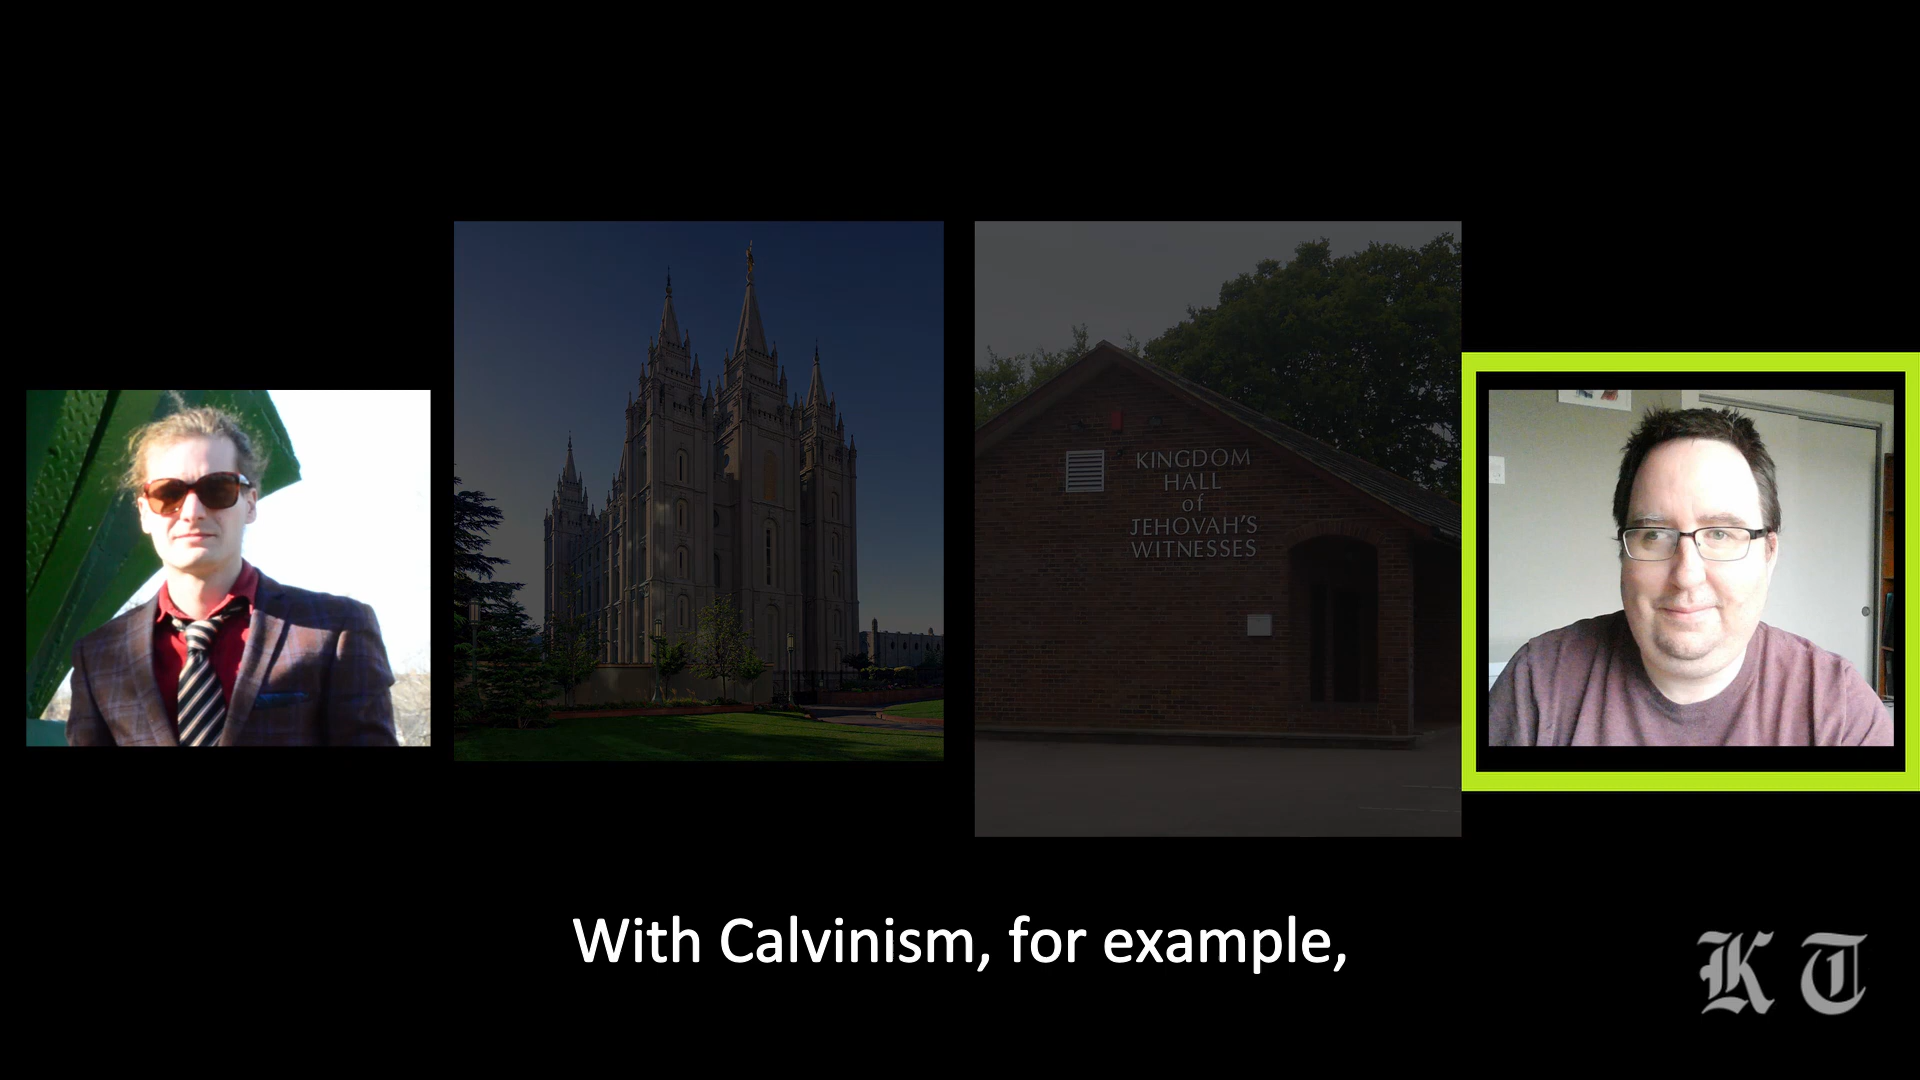 KINGDOM
HALL
of
JEHOVAH'S
WITNESSES
With Calvinism, for example,
K T